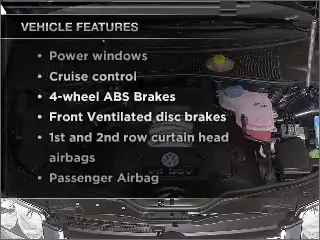 VEHICLE FEATURES
• Power windows
• Cruise control
• 4-wheel ABS Brakes
• Front Ventilated disc brakes
• 1st and 2nd row curtain head
airbags
• Passenger Airbag